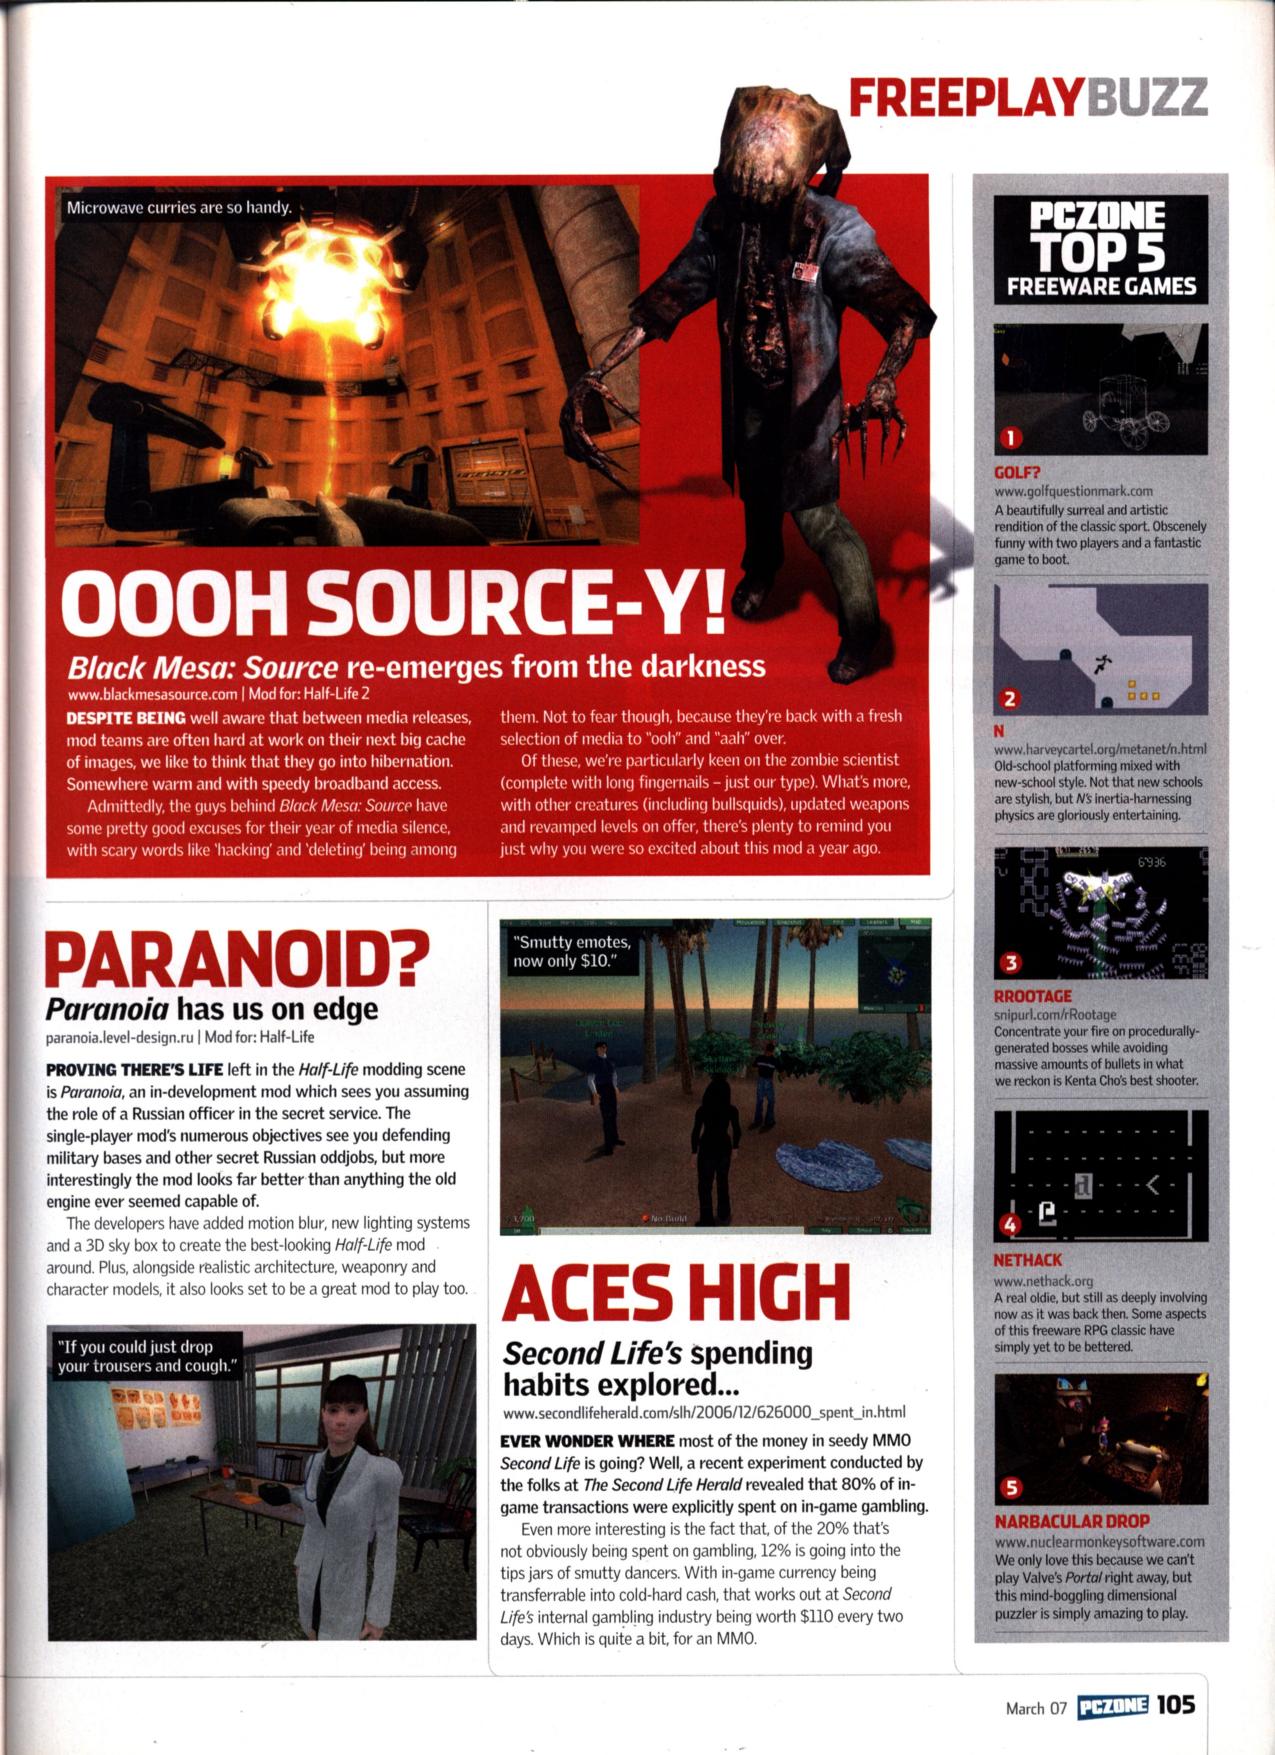 FREEPLAYBUZZ
Microwave curries are so handy.
OOOH SOURCE-Y!
Black Mesa: Source re-emerges from the darkness
www.blackmesasource.com | Mod for: Half-Life 2
DESPITE BEING well aware that between media releases,
mod teams are often hard at work on their next big cache
of images, we like to think that they go into hibernation.
Somewhere warm and with speedy broadband access.
Admittedly, the guys behind Black Mesa: Source have
some pretty good excuses for their year of media silence,
with scary words like 'hacking' and 'deleting' being among
them. Not to fear though, because they're back with a fresh
selection of media to "ooh" and "aah" over.
Of these, we're particularly keen on the zombie scientist
(complete with long fingernails – just our type). What's more,
with other creatures (including bullsquids), updated weapons
and revamped levels on offer, there's plenty to remind you
just why you were so excited about this mod a year ago.
PARANOID?
Paranoia has us on edge
paranoia.level-design.ru | Mod for: Half-Life
PROVING THERE'S LIFE left in the Half-Life modding scene
is Paranoia, an in-development mod which sees you assuming
the role of a Russian officer in the secret service. The
single-player mod's numerous objectives see you defending
military bases and other secret Russian oddjobs, but more
interestingly the mod looks far better than anything the old
engine ever seemed capable of.
The developers have added motion blur, new lighting systems
and a 3D sky box to create the best-looking Half-Life mod
around. Plus, alongside realistic architecture, weaponry and
character models, it also looks set to be a great mod to play too.
"If you could just drop
your trousers and cough."
"Smutty emotes,
now only $10."
No Build
ACES HIGH
Second Life's spending
habits explored...
www.secondlifeherald.com/slh/2006/12/626000_spent_in.html
EVER WONDER WHERE most of the money in seedy MMO
Second Life is going? Well, a recent experiment conducted by
the folks at The Second Life Herald revealed that 80% of in-
game transactions were explicitly spent on in-game gambling.
Even more interesting is the fact that, of the 20% that's
not obviously being spent on gambling, 12% is going into the
tips jars of smutty dancers. With in-game currency being
transferrable into cold-hard cash, that works out at Second
Life's internal gambling industry being worth $110 every two
days. Which is quite a bit, for an MMO.
PCZONE
TOP 5
FREEWARE GAMES
1
GOLF?
www.golfquestionmark.com
A beautifully surreal and artistic
rendition of the classic sport. Obscenely
funny with two players and a fantastic
game to boot.
2
N
www.harveycartel.org/metanet/n.html
Old-school platforming mixed with
new-school style. Not that new schools
are stylish, but N's inertia-harnessing
physics are gloriously entertaining.
6936
3
RROOTAGE
snipurl.com/rRootage
Concentrate your fire on procedurally-
generated bosses while avoiding
massive amounts of bullets in what
we reckon is Kenta Cho's best shooter.
d <
4
NETHACK
www.nethack.org
A real oldie, but still as deeply involving
now as it was back then. Some aspects
of this freeware RPG classic have
simply yet to be bettered.
5
NARBACULAR DROP
www.nuclearmonkeysoftware.com
We only love this because we can't
play Valve's Portal right away, but
this mind-boggling dimensional
puzzler is simply amazing to play.
March 07 PCZONE 105